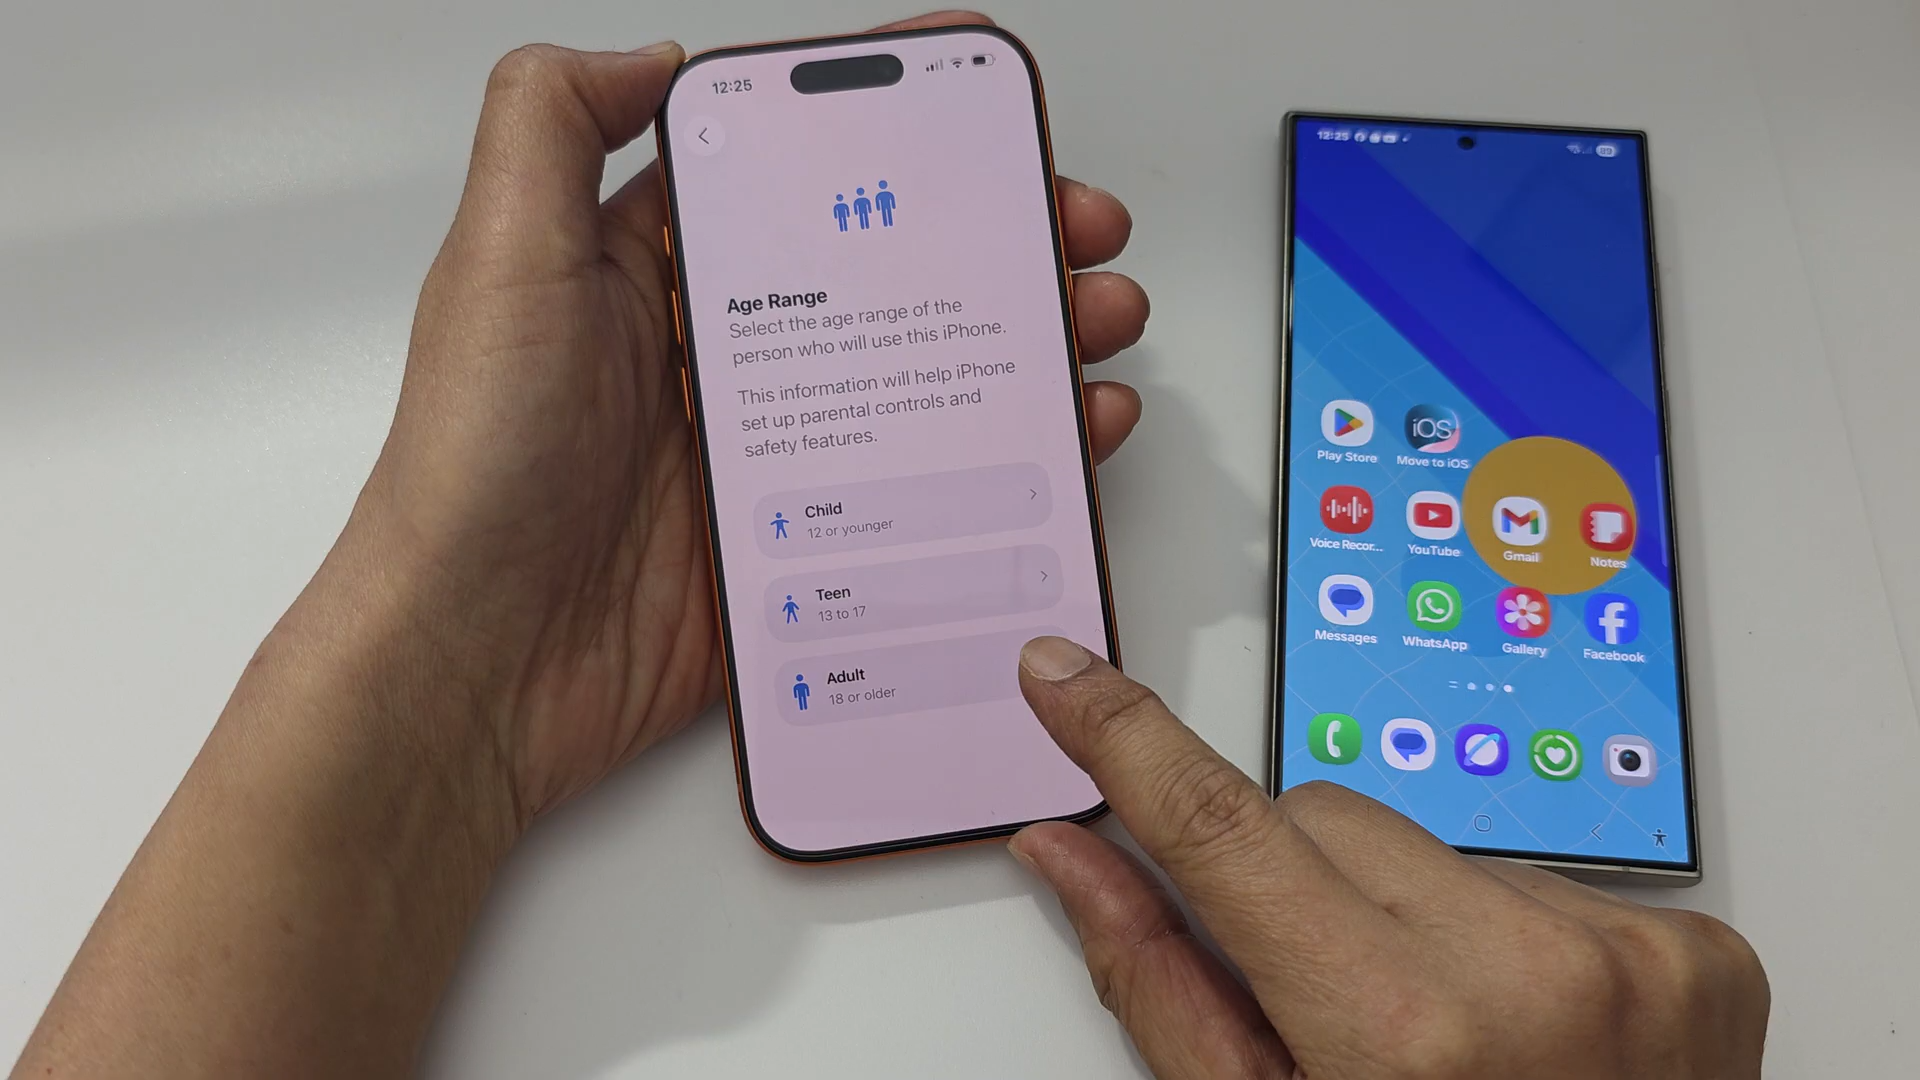 12:25
Age Range
Select the age range of the
person who will use this iPhone.
This information will help iPhone
set up parental controls and
safety features.
Child
12 or younger
Teen
13 to 17
Adult
18 or older
12:25
89
iOS
Play Store
Move to iOS
Voice Recor...
YouTube
Gmail
Notes
Messages
WhatsApp
Gallery
Facebook